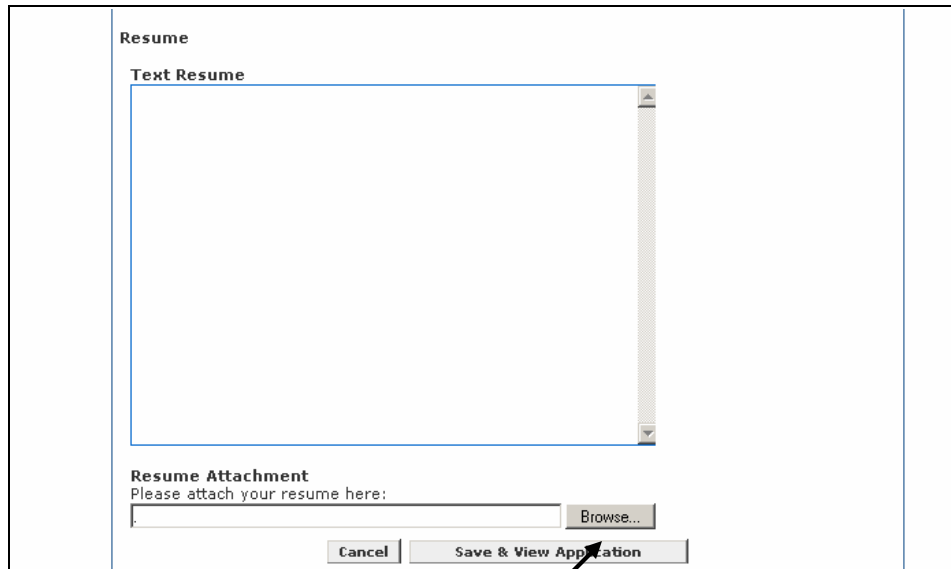 Resume
Text Resume
Resume Attachment
Please attach your resume here:
.
Browse...
Cancel Save & View Application